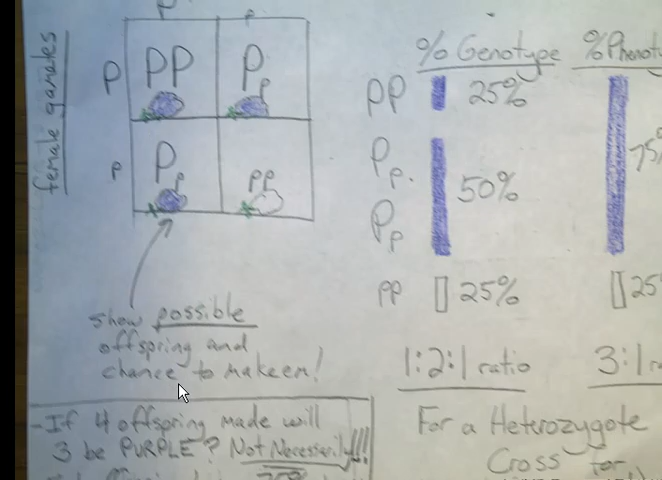 P p
female gametes
P PP Pp
p Pp pp
% Genotype
PP 25%
Pp
50%
Pp
pp 25%
1:2:1 ratio
3:1
show possible
offspring and
chance to make em!
-If 4 offspring made will
3 be PURPLE? Not Necessarily!!!
For a Heterozygote
Cross for